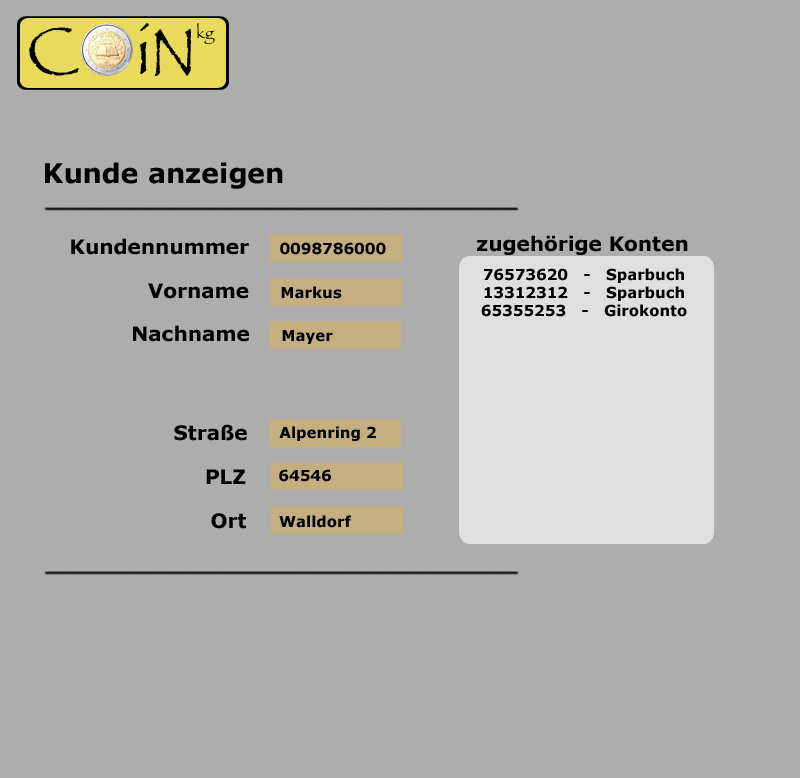 COiN kg
Kunde anzeigen
Kundennummer 0098786000
Vorname Markus
Nachname Mayer
Straße Alpenring 2
PLZ 64546
Ort Walldorf
zugehörige Konten
76573620 - Sparbuch
13312312 - Sparbuch
65355253 - Girokonto